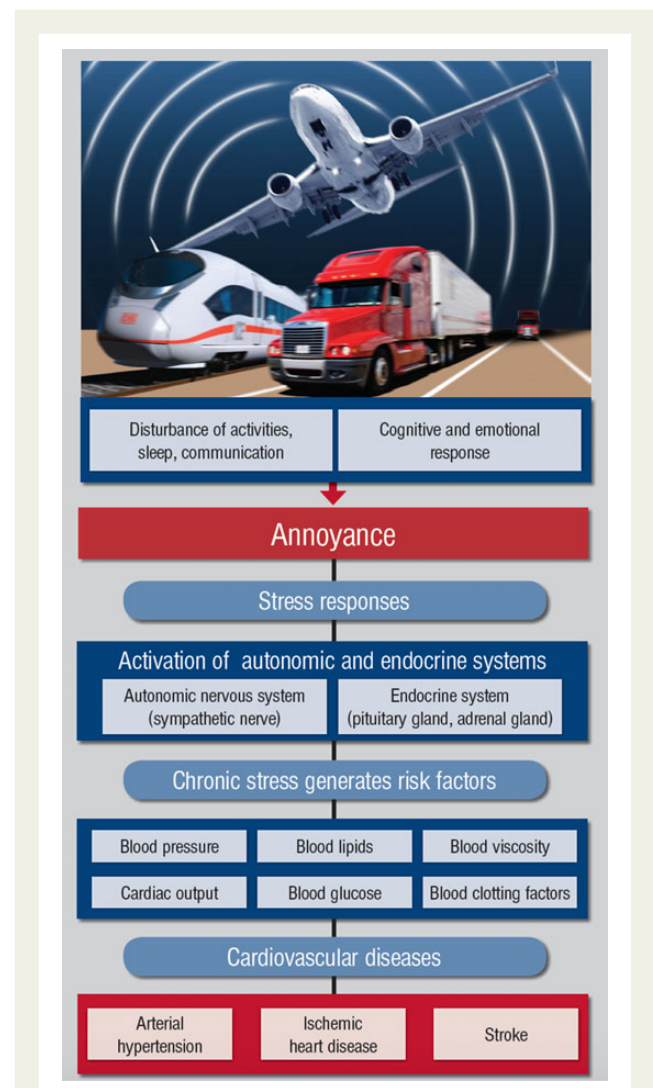 Disturbance of activities,
sleep, communication
Cognitive and emotional
response
Annoyance
Stress responses
Activation of autonomic and endocrine systems
Autonomic nervous system
(sympathetic nerve)
Endocrine system
(pituitary gland, adrenal gland)
Chronic stress generates risk factors
Blood pressure
Blood lipids
Blood viscosity
Cardiac output
Blood glucose
Blood clotting factors
Cardiovascular diseases
Arterial
hypertension
Ischemic
heart disease
Stroke